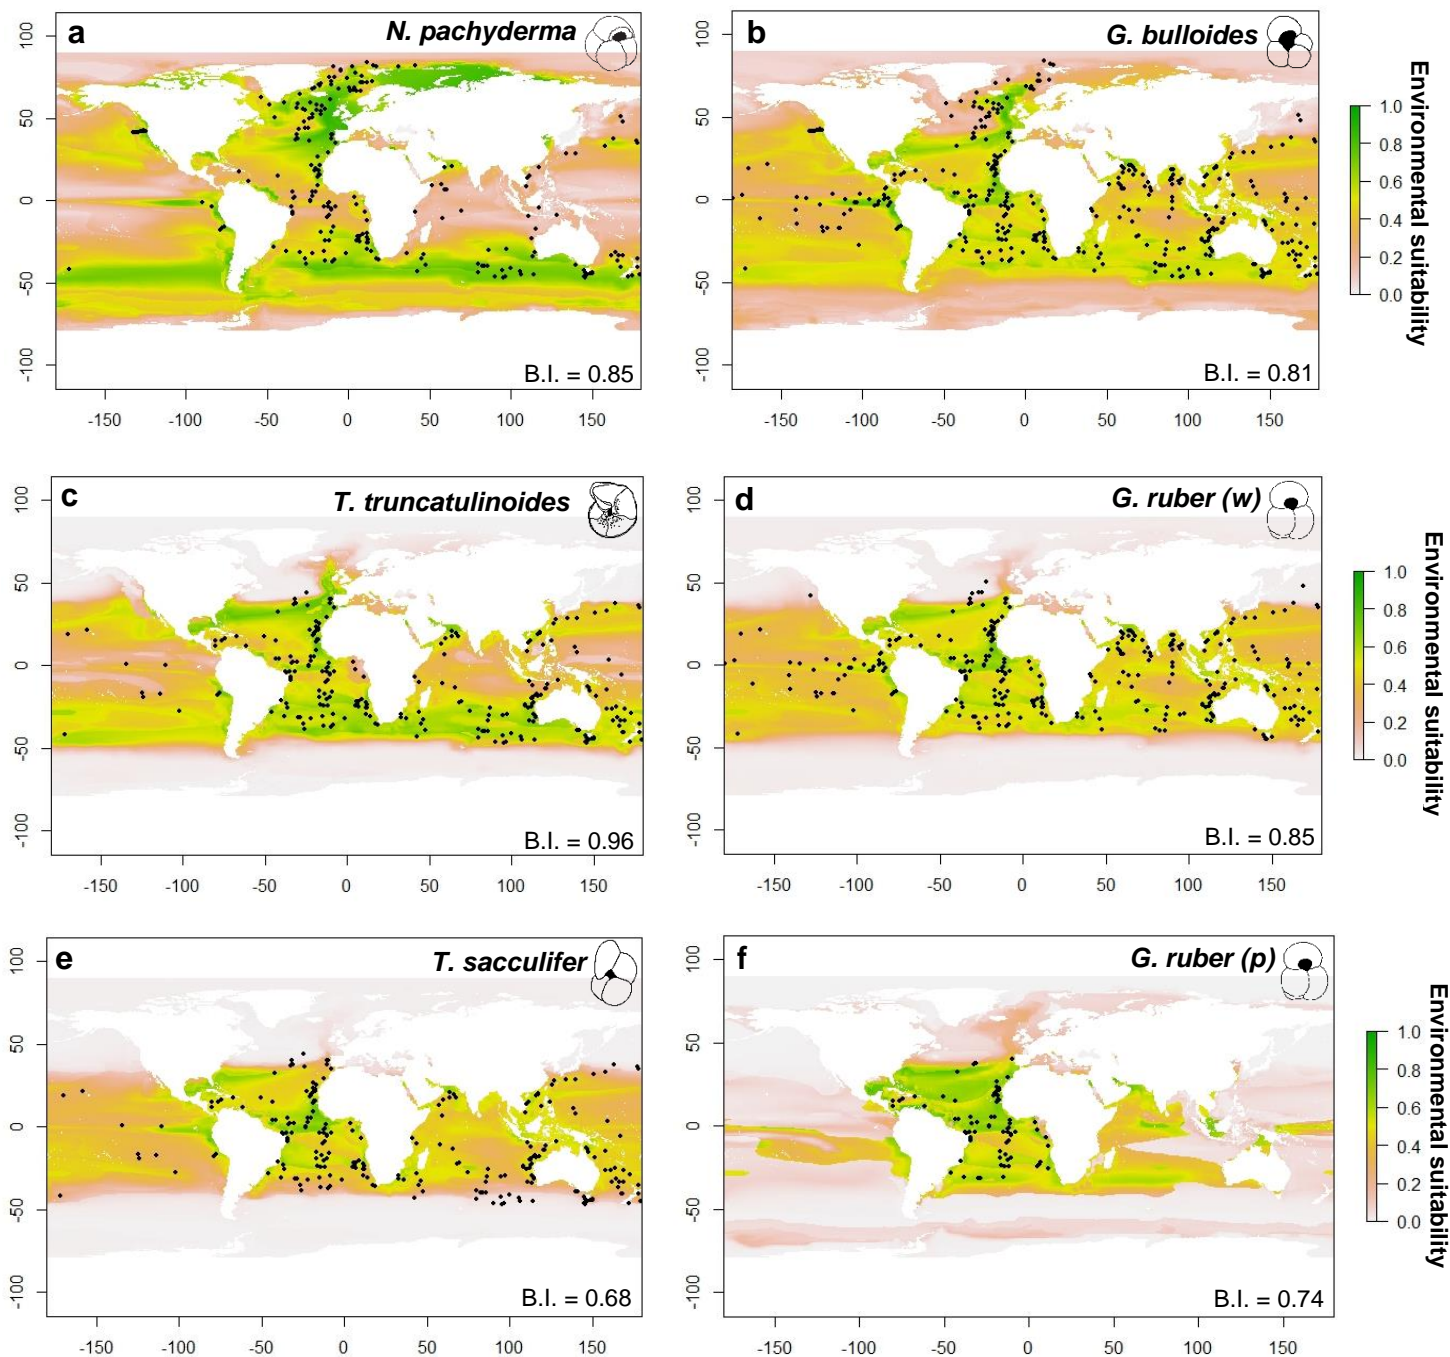 a
N. pachyderma
100
50
0
-50
-100
B.I. = 0.85
-150 -100 -50 0 50 100 150
b
G. bulloides
100
50
0
-50
-100
B.I. = 0.81
-150 -100 -50 0 50 100 150
1.0
0.8
0.6
0.4
0.2
0.0
Environmental suitability
c
T. truncatulinoides
100
50
0
-50
-100
B.I. = 0.96
-150 -100 -50 0 50 100 150
d
G. ruber (w)
100
50
0
-50
-100
B.I. = 0.85
-150 -100 -50 0 50 100 150
1.0
0.8
0.6
0.4
0.2
0.0
Environmental suitability
e
T. sacculifer
100
50
0
-50
-100
B.I. = 0.68
-150 -100 -50 0 50 100 150
f
G. ruber (p)
100
50
0
-50
-100
B.I. = 0.74
-150 -100 -50 0 50 100 150
1.0
0.8
0.6
0.4
0.2
0.0
Environmental suitability